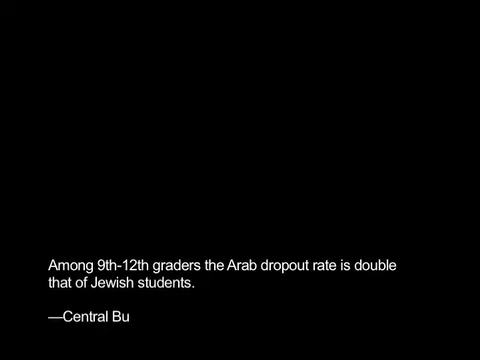 Among 9th-12th graders the Arab dropout rate is double
that of Jewish students.
—Central Bu